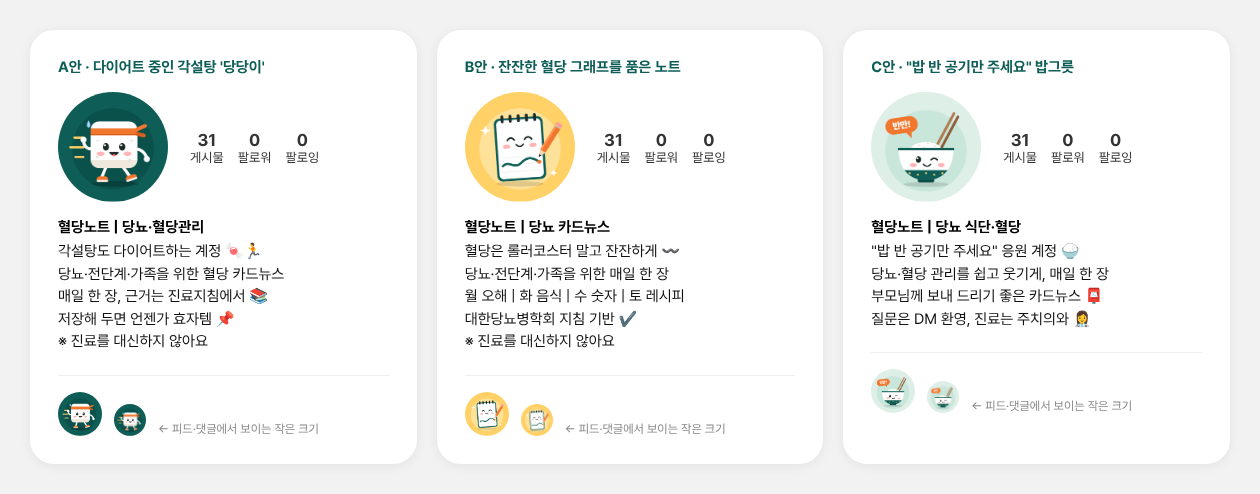 A안 · 다이어트 중인 각설탕 '당당이'
31 0 0
게시물 팔로워 팔로잉
혈당노트 | 당뇨·혈당관리
각설탕도 다이어트하는 계정 🍬🏃
당뇨·전단계·가족을 위한 혈당 카드뉴스
매일 한 장, 근거는 진료지침에서 📚
저장해 두면 언젠가 효자템 📌
※ 진료를 대신하지 않아요
← 피드·댓글에서 보이는 작은 크기
B안 · 잔잔한 혈당 그래프를 품은 노트
31 0 0
게시물 팔로워 팔로잉
혈당노트 | 당뇨 카드뉴스
혈당은 롤러코스터 말고 잔잔하게 〰️
당뇨·전단계·가족을 위한 매일 한 장
월 오해 | 화 음식 | 수 숫자 | 토 레시피
대한당뇨병학회 지침 기반 ✔️
※ 진료를 대신하지 않아요
← 피드·댓글에서 보이는 작은 크기
C안 · "밥 반 공기만 주세요" 밥그릇
반만!
31 0 0
게시물 팔로워 팔로잉
혈당노트 | 당뇨 식단·혈당
"밥 반 공기만 주세요" 응원 계정 🍚
당뇨·혈당 관리를 쉽고 웃기게, 매일 한 장
부모님께 보내 드리기 좋은 카드뉴스 📮
질문은 DM 환영, 진료는 주치의와 👩‍⚕️
← 피드·댓글에서 보이는 작은 크기